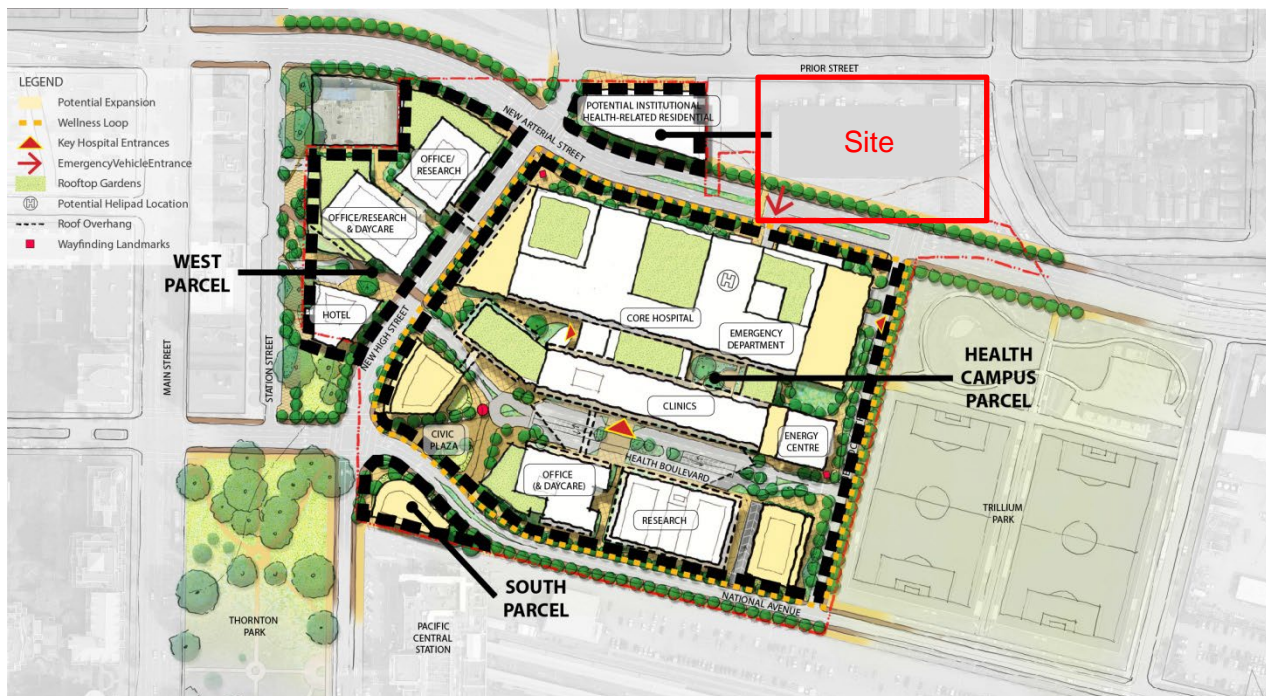 PRIOR STREET
LEGEND
Potential Expansion
Wellness Loop
Key Hospital Entrances
EmergencyVehicleEntrance
Rooftop Gardens
H
Potential Helipad Location
Roof Overhang
Wayfinding Landmarks
POTENTIAL INSTITUTIONAL
HEALTH-RELATED RESIDENTIAL
Site
NEW ARTERIAL STREET
OFFICE/
RESEARCH
OFFICE/RESEARCH
& DAYCARE
WEST
PARCEL
HOTEL
NEW HIGH STREET
MAIN STREET
STATION STREET
H
CORE HOSPITAL
EMERGENCY
DEPARTMENT
HEALTH
CAMPUS
PARCEL
CLINICS
ENERGY
CENTRE
CIVIC
PLAZA
HEALTH BOULEVARD
OFFICE
(& DAYCARE)
RESEARCH
TRILLIUM
PARK
SOUTH
PARCEL
NATIONAL AVENUE
THORNTON
PARK
PACIFIC
CENTRAL
STATION